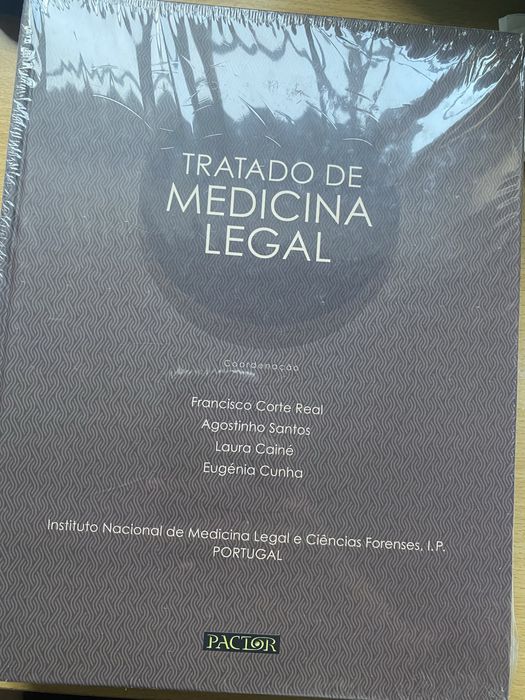 TRATADO DE
MEDICINA
LEGAL
Coordenação
Francisco Corte Real
Agostinho Santos
Laura Cainé
Eugénia Cunha
Instituto Nacional de Medicina Legal e Ciências Forenses, I.P.
PORTUGAL
PACTOR